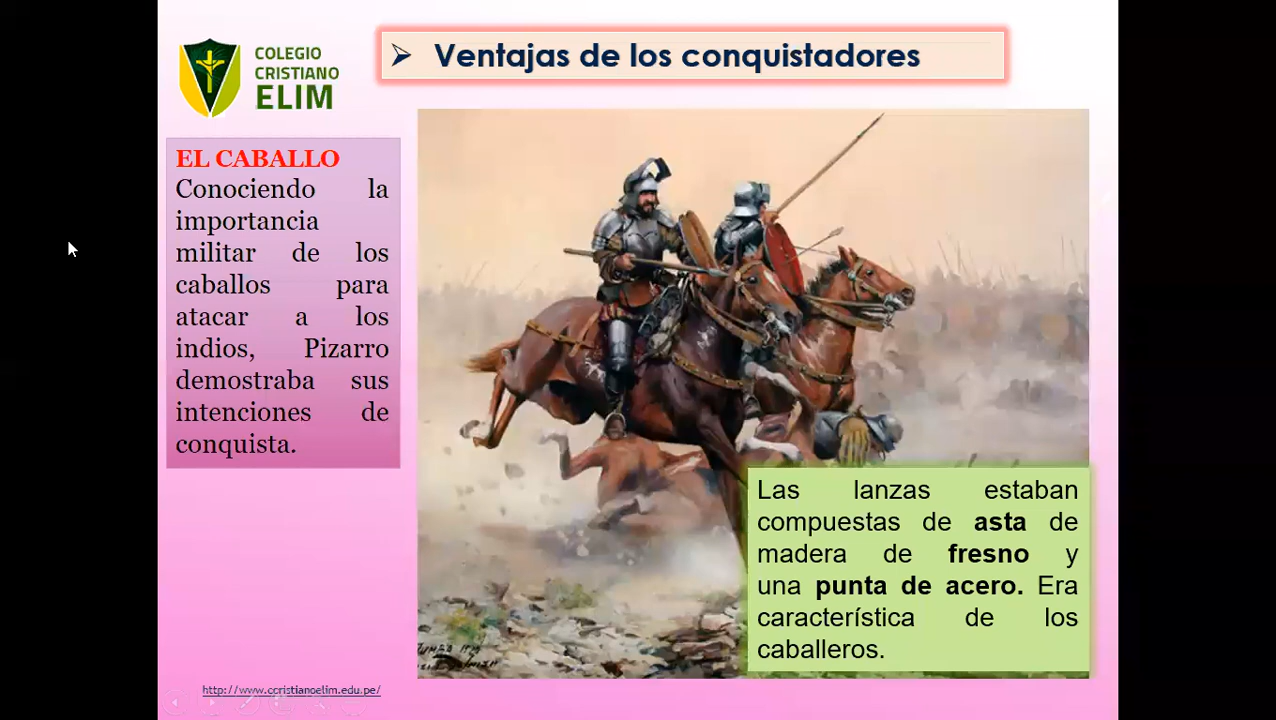 COLEGIO
CRISTIANO
ELIM
Ventajas de los conquistadores
EL CABALLO
Conociendo la
importancia
militar de los
caballos para
atacar a los
indios, Pizarro
demostraba sus
intenciones de
conquista.
Las lanzas estaban
compuestas de asta de
madera de fresno y
una punta de acero. Era
característica de los
caballeros.
http://www.ccristianoelim.edu.pe/